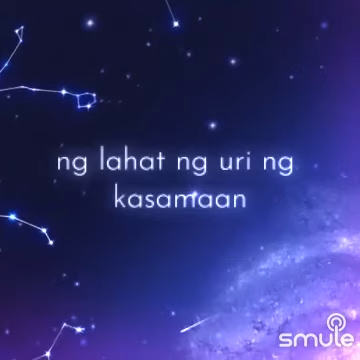 ng lahat ng uri ng
kasamaan
smule